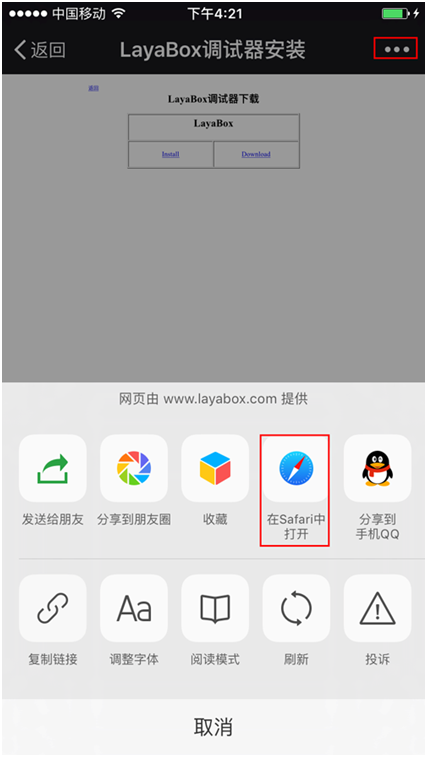 中国移动 下午4:21
返回 LayaBox调试器安装
返回
LayaBox调试器下载
LayaBox
Install Download
网页由 www.layabox.com 提供
发送给朋友 分享到朋友圈 收藏 在Safari中 分享到
打开 手机QQ
Aa
复制链接 调整字体 阅读模式 刷新 投诉
取消